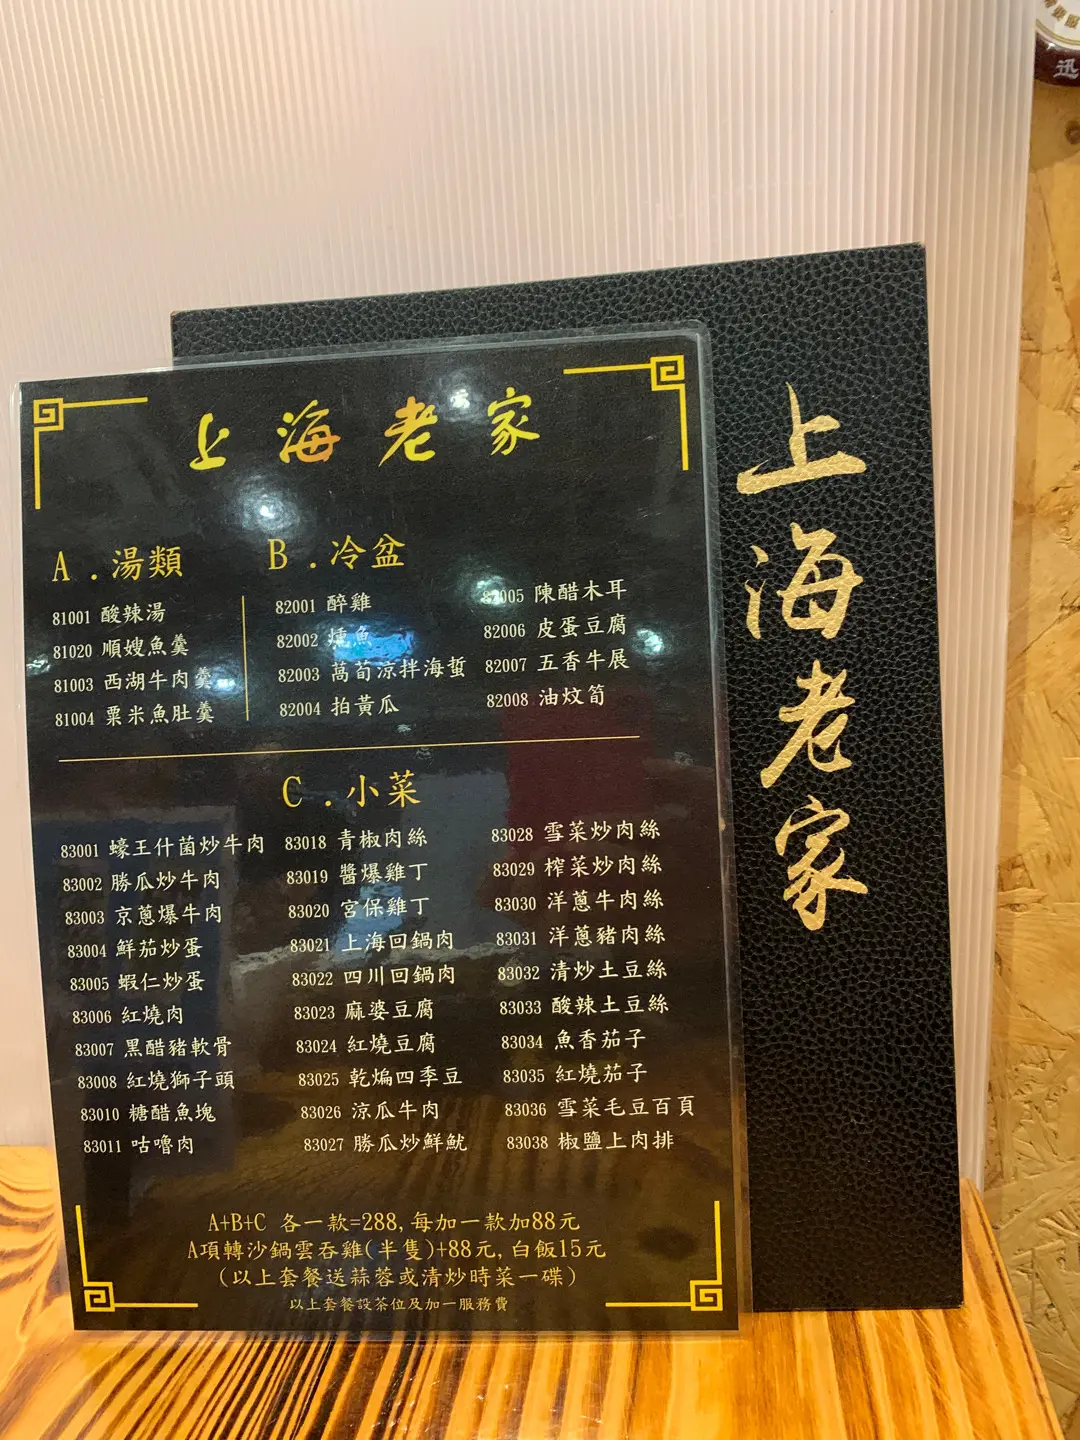 上海老家
A.湯類
81001 酸辣湯
81020 順嫂魚羹
81003 西湖牛肉羹
81004 粟米魚肚羹
B.冷盆
82001 醉雞
82002 燻魚
82003 萵荀涼拌海蜇
82004 拍黃瓜
82005 陳醋木耳
82006 皮蛋豆腐
82007 五香牛展
82008 油炆筍
C.小菜
83001 蠔王什菌炒牛肉
83002 勝瓜炒牛肉
83003 京蔥爆牛肉
83004 鮮茄炒蛋
83005 蝦仁炒蛋
83006 紅燒肉
83007 黑醋豬軟骨
83008 紅燒獅子頭
83010 糖醋魚塊
83011 咕嚕肉
83018 青椒肉絲
83019 醬爆雞丁
83020 宮保雞丁
83021 上海回鍋肉
83022 四川回鍋肉
83023 麻婆豆腐
83024 紅燒豆腐
83025 乾煸四季豆
83026 涼瓜牛肉
83027 勝瓜炒鮮魷
83028 雪菜炒肉絲
83029 榨菜炒肉絲
83030 洋蔥牛肉絲
83031 洋蔥豬肉絲
83032 清炒土豆絲
83033 酸辣土豆絲
83034 魚香茄子
83035 紅燒茄子
83036 雪菜毛豆百頁
83038 椒鹽上肉排
A+B+C 各一款=288,每加一款加88元
A項轉沙鍋雲吞雞(半隻)+88元,白飯15元
(以上套餐送蒜蓉或清炒時菜一碟)
以上套餐設茶位及加一服務費
上海老家
迅